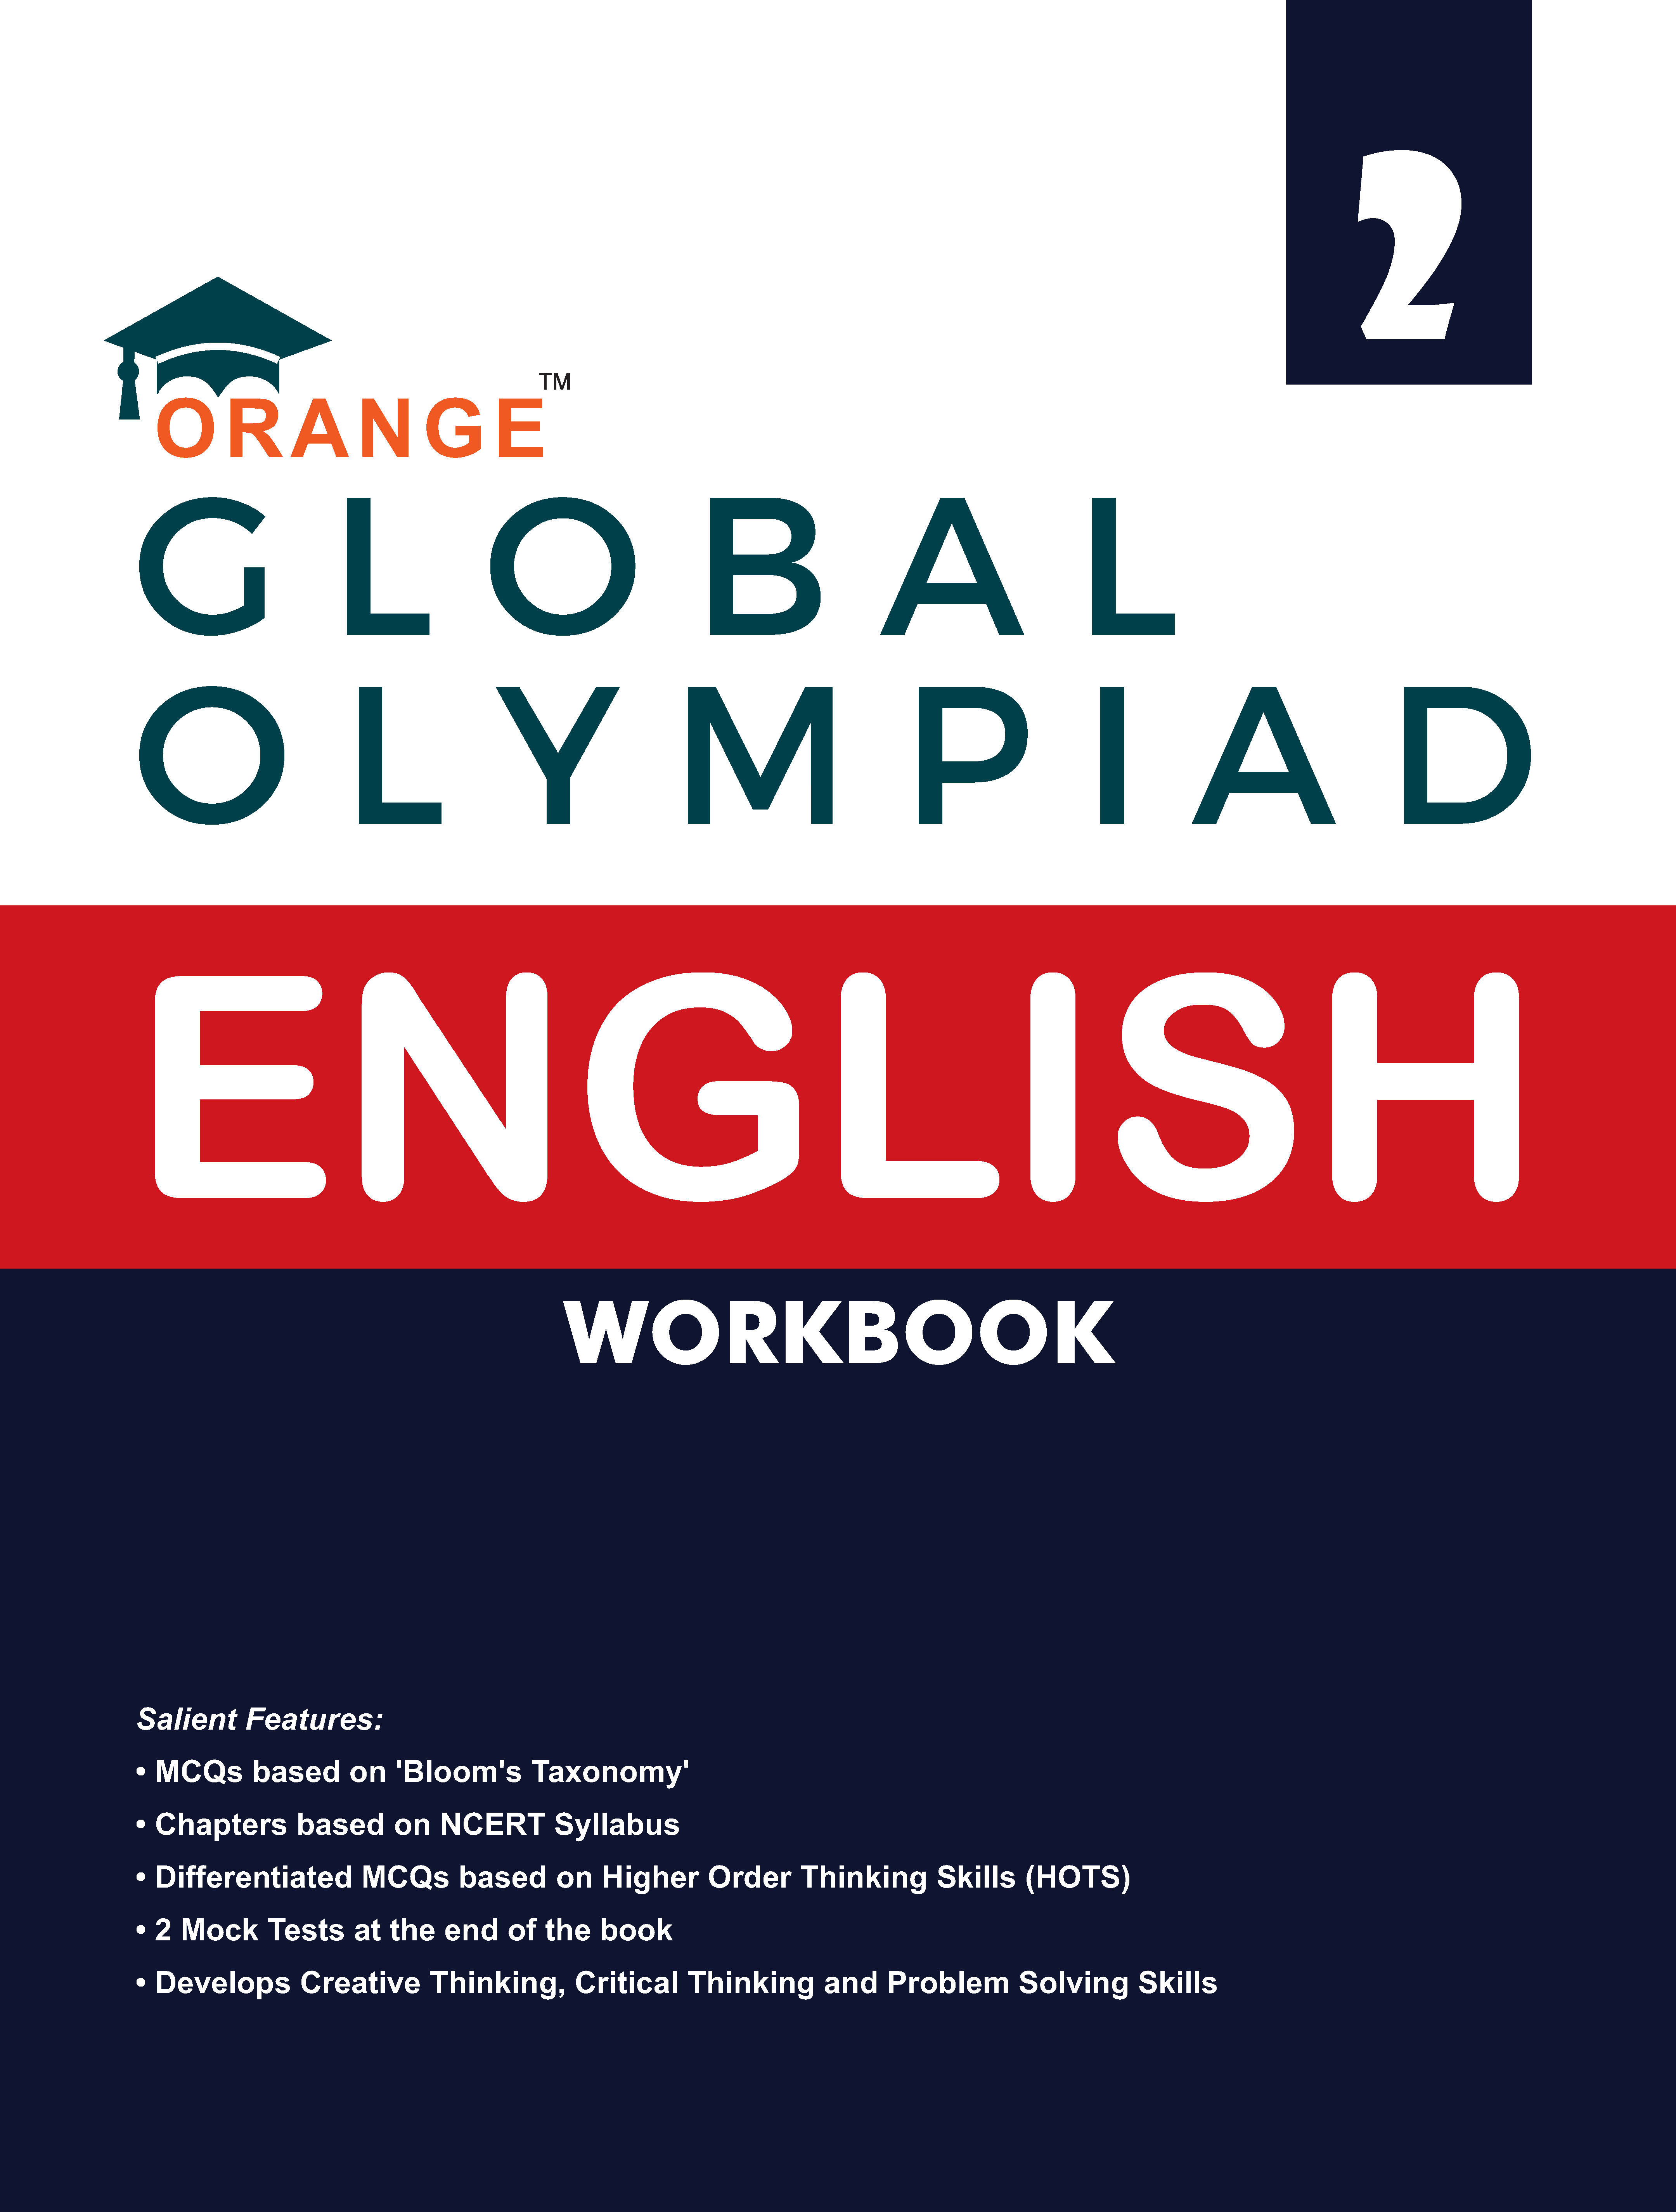 2
ORANGE™
GLOBAL
OLYMPIAD
ENGLISH
WORKBOOK
Salient Features:
• MCQs based on 'Bloom's Taxonomy'
• Chapters based on NCERT Syllabus
• Differentiated MCQs based on Higher Order Thinking Skills (HOTS)
• 2 Mock Tests at the end of the book
• Develops Creative Thinking, Critical Thinking and Problem Solving Skills